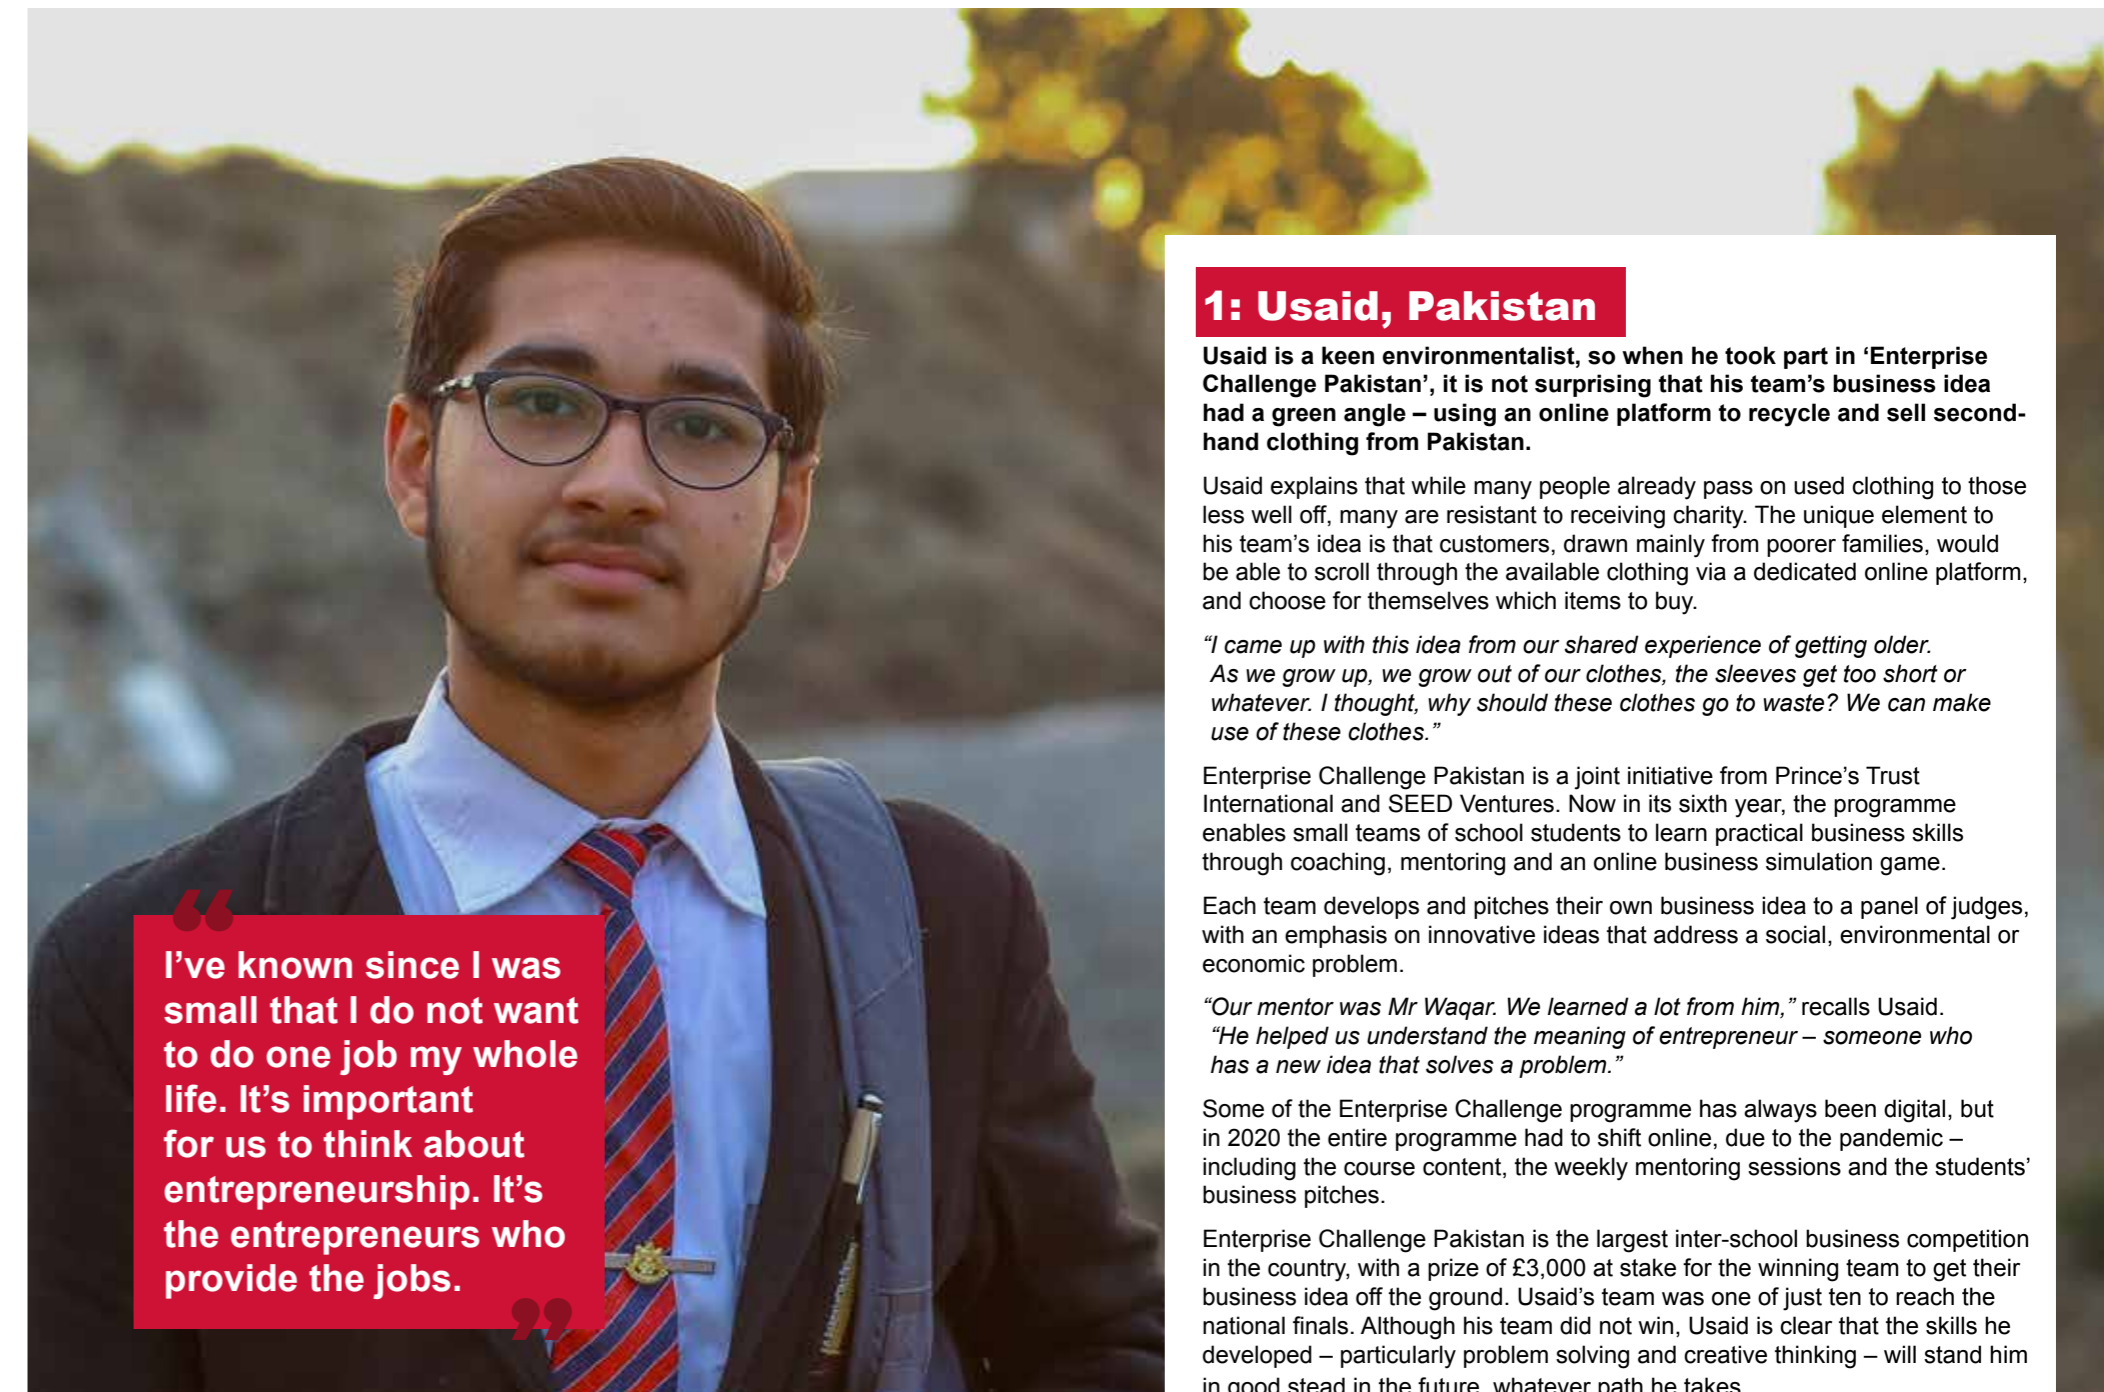 “
I’ve known since I was
small that I do not want
to do one job my whole
life. It’s important
for us to think about
entrepreneurship. It’s
the entrepreneurs who
provide the jobs.
”
1: Usaid, Pakistan
Usaid is a keen environmentalist, so when he took part in ‘Enterprise
Challenge Pakistan’, it is not surprising that his team’s business idea
had a green angle – using an online platform to recycle and sell second-
hand clothing from Pakistan.
Usaid explains that while many people already pass on used clothing to those
less well off, many are resistant to receiving charity. The unique element to
his team’s idea is that customers, drawn mainly from poorer families, would
be able to scroll through the available clothing via a dedicated online platform,
and choose for themselves which items to buy.
“I came up with this idea from our shared experience of getting older.
As we grow up, we grow out of our clothes, the sleeves get too short or
whatever. I thought, why should these clothes go to waste? We can make
use of these clothes.”
Enterprise Challenge Pakistan is a joint initiative from Prince’s Trust
International and SEED Ventures. Now in its sixth year, the programme
enables small teams of school students to learn practical business skills
through coaching, mentoring and an online business simulation game.
Each team develops and pitches their own business idea to a panel of judges,
with an emphasis on innovative ideas that address a social, environmental or
economic problem.
“Our mentor was Mr Waqar. We learned a lot from him,” recalls Usaid.
“He helped us understand the meaning of entrepreneur – someone who
has a new idea that solves a problem.”
Some of the Enterprise Challenge programme has always been digital, but
in 2020 the entire programme had to shift online, due to the pandemic –
including the course content, the weekly mentoring sessions and the students’
business pitches.
Enterprise Challenge Pakistan is the largest inter-school business competition
in the country, with a prize of £3,000 at stake for the winning team to get their
business idea off the ground. Usaid’s team was one of just ten to reach the
national finals. Although his team did not win, Usaid is clear that the skills he
developed – particularly problem solving and creative thinking – will stand him
in good stead in the future, whatever path he takes